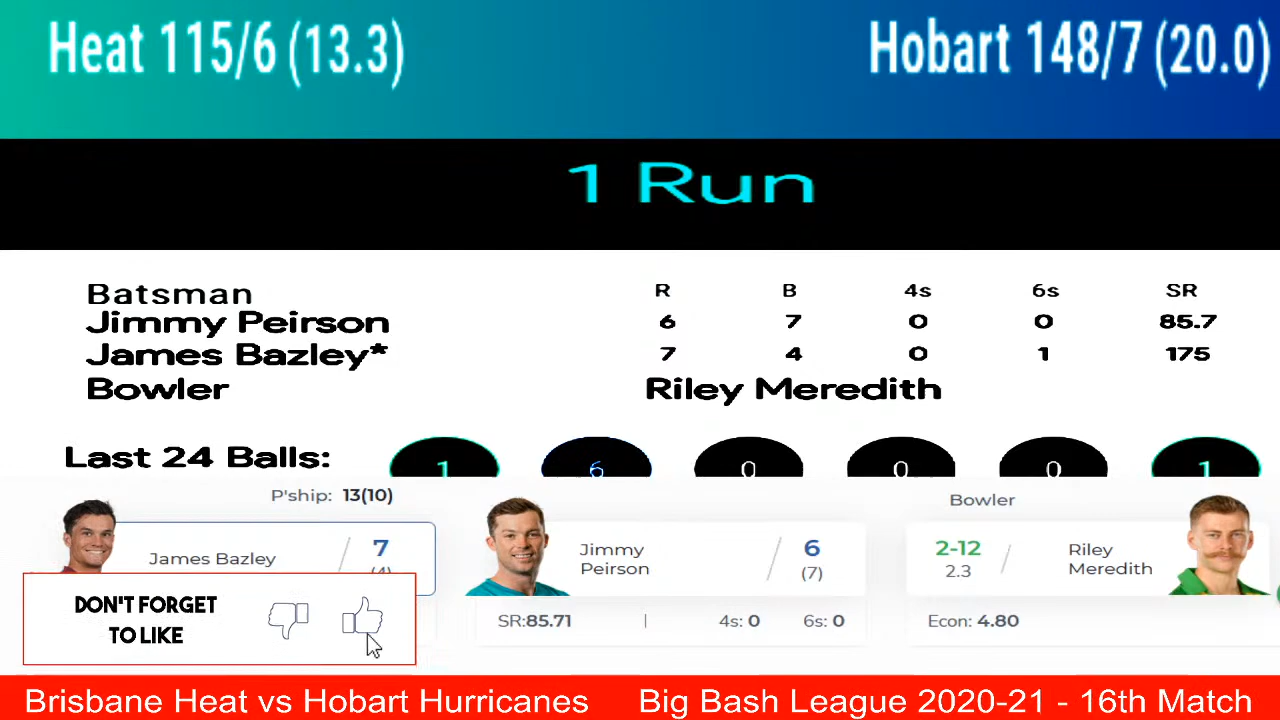 Heat 115/6 (13.3) Hobart 148/7 (20.0)
1 Run
Batsman R B 4s 6s SR
Jimmy Peirson 6 7 0 0 85.7
James Bazley* 7 4 0 1 175
Bowler Riley Meredith
Last 24 Balls: 1 6 0 0 0 1
P'ship: 13(10)
James Bazley 7 (4)
Jimmy Peirson 6 (7)
SR:85.71 4s: 0 6s: 0
Bowler
2-12 2.3 Riley Meredith
Econ: 4.80
DON'T FORGET
TO LIKE
Brisbane Heat vs Hobart Hurricanes Big Bash League 2020-21 - 16th Match